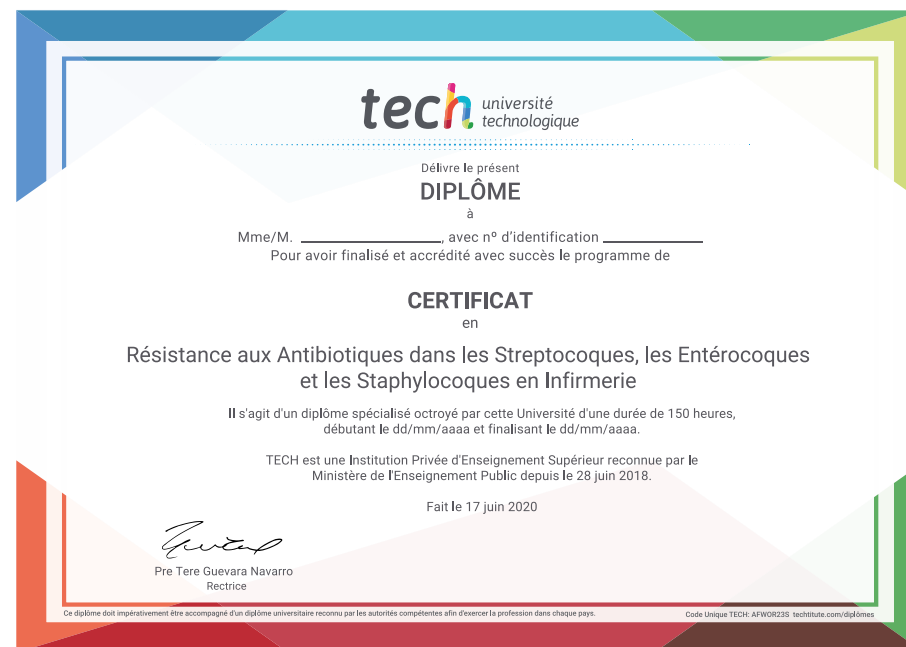 tech université
technologique
Délivre le présent
DIPLÔME
à
Mme/M. ____________________, avec nº d'identification ______________
Pour avoir finalisé et accrédité avec succès le programme de
CERTIFICAT
en
Résistance aux Antibiotiques dans les Streptocoques, les Entérocoques
et les Staphylocoques en Infirmerie
Il s'agit d'un diplôme spécialisé octroyé par cette Université d'une durée de 150 heures,
débutant le dd/mm/aaaa et finalisant le dd/mm/aaaa.
TECH est une Institution Privée d'Enseignement Supérieur reconnue par le
Ministère de l'Enseignement Public depuis le 28 juin 2018.
Fait le 17 juin 2020
Pre Tere Guevara Navarro
Rectrice
Ce diplôme doit impérativement être accompagné d'un diplôme universitaire reconnu par les autorités compétentes afin d'exercer la profession dans chaque pays.
Code Unique TECH: AFWOR23S techtitute.com/diplômes